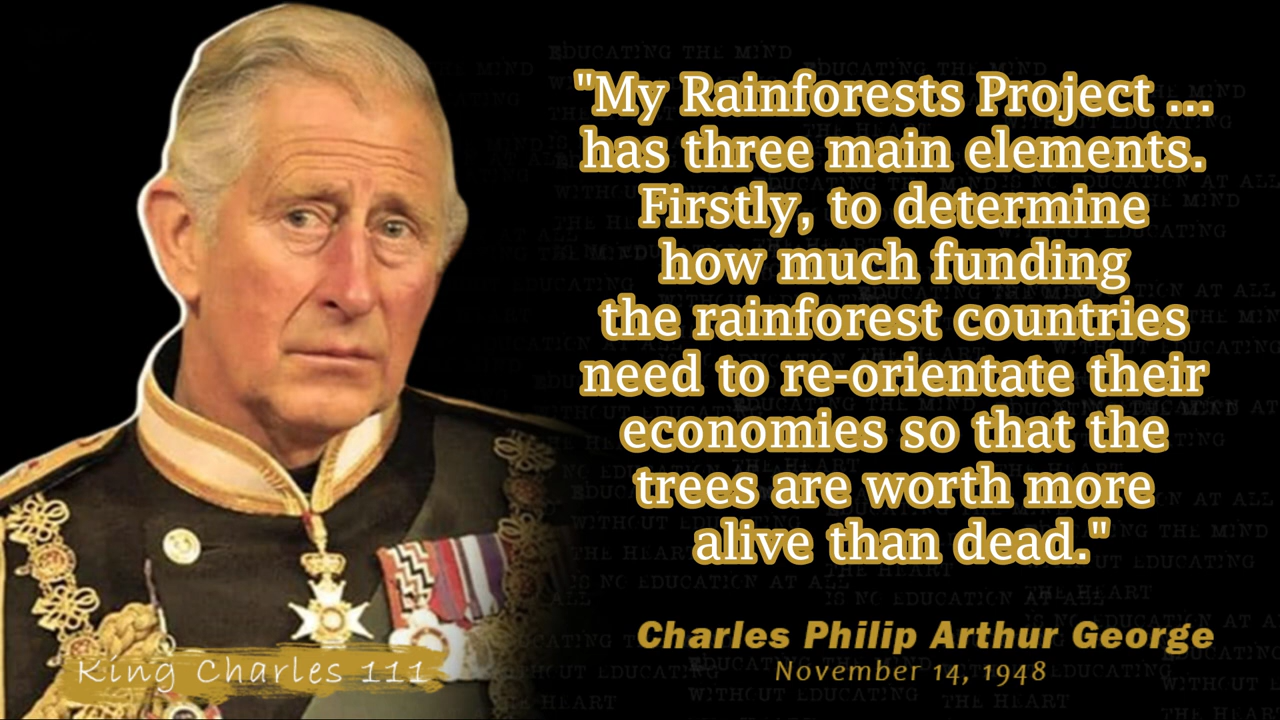 "My Rainforests Project ...
has three main elements.
Firstly, to determine
how much funding
the rainforest countries
need to re-orientate their
economies so that the
trees are worth more
alive than dead."
Charles Philip Arthur George
November 14, 1948
King Charles 111